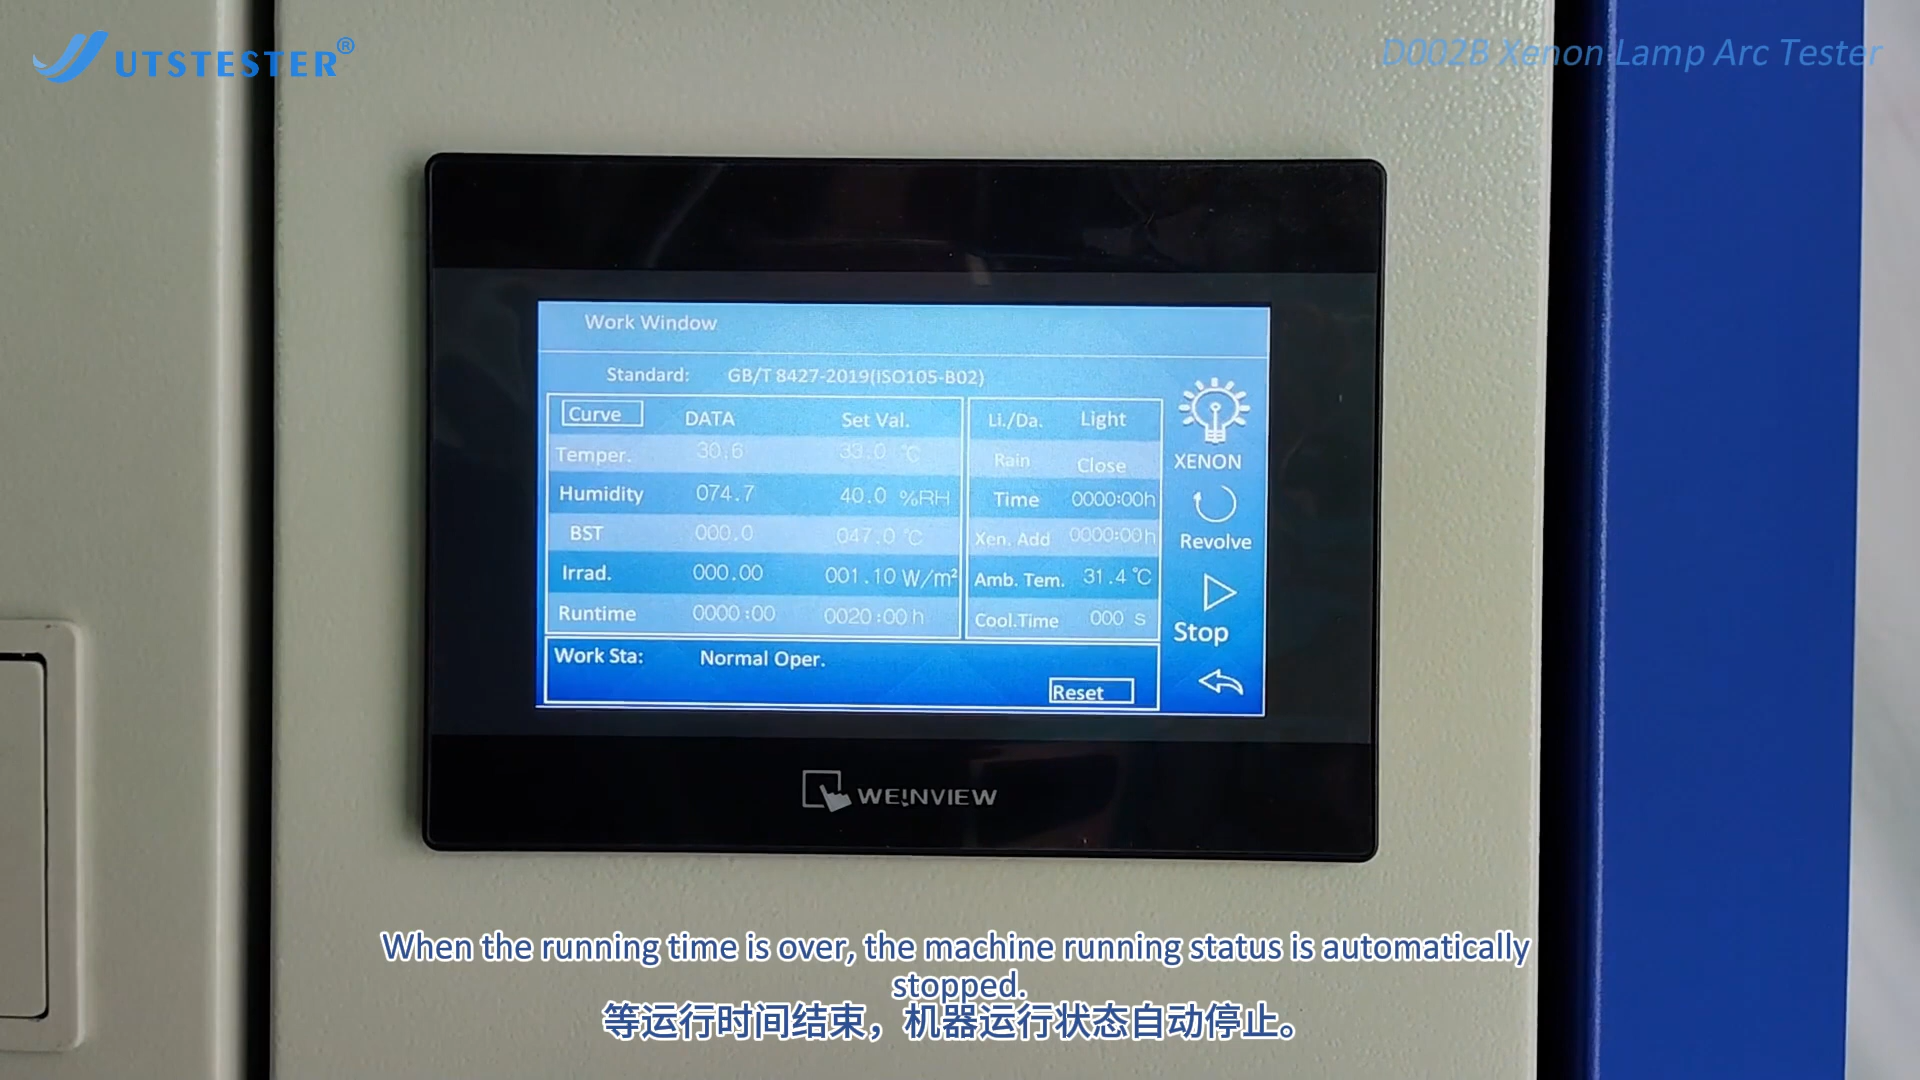 UTSTESTER®
D002B Xenon Lamp Arc Tester
Work Window
Standard: GB/T 8427-2019(ISO105-B02)
Curve DATA Set Val.
Temper. 30.6 33.0 ℃
Humidity 074.7 40.0 %RH
BST 000.0 047.0 ℃
Irrad. 000.00 001.10 W/m²
Runtime 0000:00 0020:00 h
Li./Da. Light
Rain Close
Time 0000:00h
Xen. Add 0000:00h
Amb. Tem. 31.4 ℃
Cool.Time 000 s
XENON
Revolve
Stop
Work Sta: Normal Oper.
Reset
WE!NVIEW
When the running time is over, the machine running status is automatically
stopped.
等运行时间结束，机器运行状态自动停止。